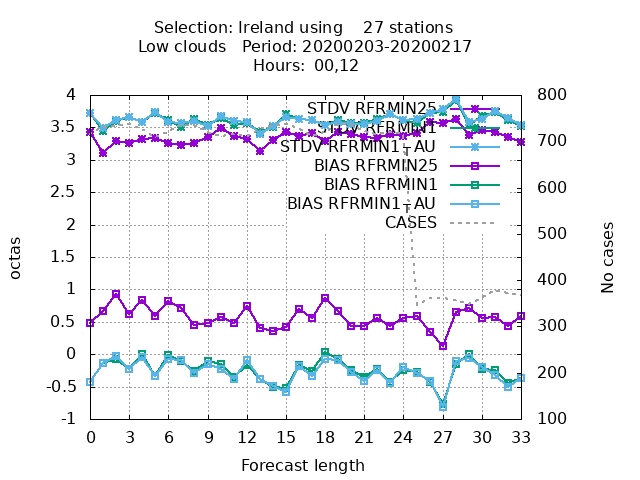 Selection: Ireland using    27 stations
Low clouds   Period: 20200203-20200217
Hours:  00,12
STDV RFRMIN25
STDV RFRMIN1
STDV RFRMIN1_AU
BIAS RFRMIN25
BIAS RFRMIN1
BIAS RFRMIN1_AU
CASES
4
3.5
3
2.5
2
1.5
1
0.5
0
-0.5
-1
octas
800
700
600
500
400
300
200
100
No cases
0 3 6 9 12 15 18 21 24 27 30 33
Forecast length